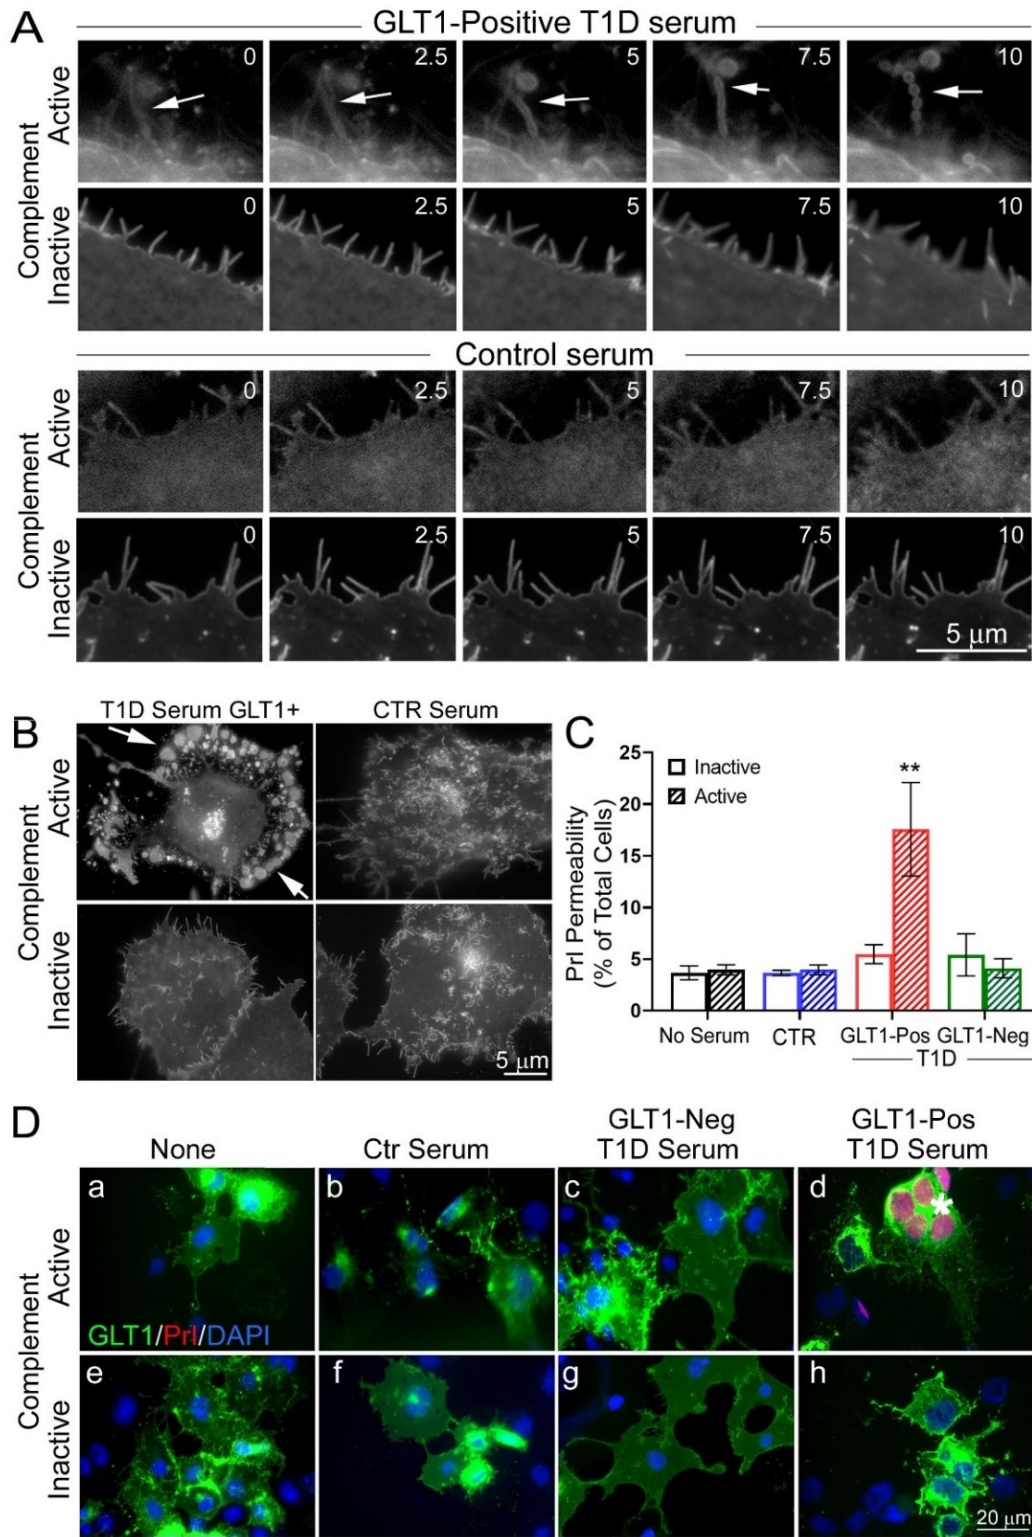 A
GLT1-Positive T1D serum
Complement
Active
0 2.5 5 7.5 10
Inactive
0 2.5 5 7.5 10
Control serum
Complement
Active
0 2.5 5 7.5 10
Inactive
0 2.5 5 7.5 10
5 μm
B
T1D Serum GLT1+ CTR Serum
Complement
Active
Inactive
5 μm
C
PrI Permeability
(% of Total Cells)
25
20
15
10
5
0
Inactive
Active
**
No Serum CTR GLT1-Pos GLT1-Neg
T1D
D
None Ctr Serum GLT1-Neg T1D Serum GLT1-Pos T1D Serum
Complement
Active
a b c d
*
GLT1/PrI/DAPI
Inactive
e f g h
20 μm